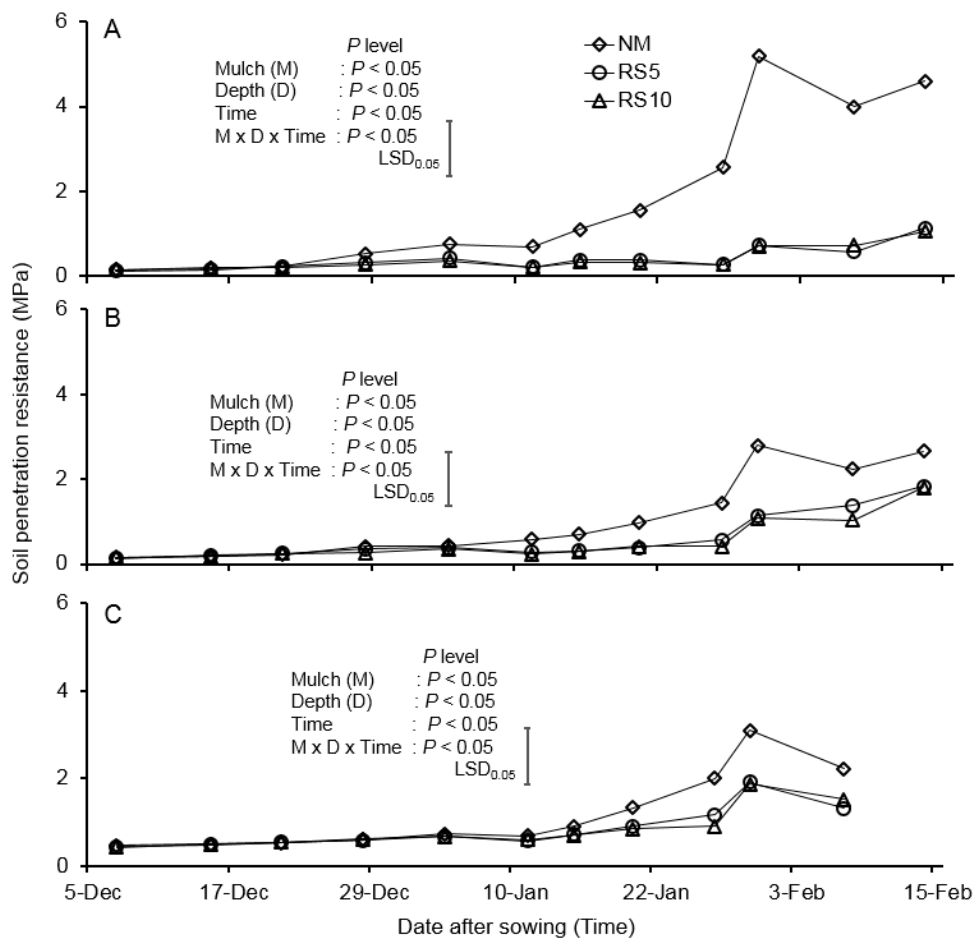 Soil penetration resistance (MPa)
A
6
4
2
0
P level
Mulch (M) : P < 0.05
Depth (D) : P < 0.05
Time : P < 0.05
M x D x Time : P < 0.05
LSD0.05
NM
RS5
RS10
B
6
4
2
0
P level
Mulch (M) : P < 0.05
Depth (D) : P < 0.05
Time : P < 0.05
M x D x Time : P < 0.05
LSD0.05
C
6
4
2
0
P level
Mulch (M) : P < 0.05
Depth (D) : P < 0.05
Time : P < 0.05
M x D x Time : P < 0.05
LSD0.05
5-Dec 17-Dec 29-Dec 10-Jan 22-Jan 3-Feb 15-Feb
Date after sowing (Time)